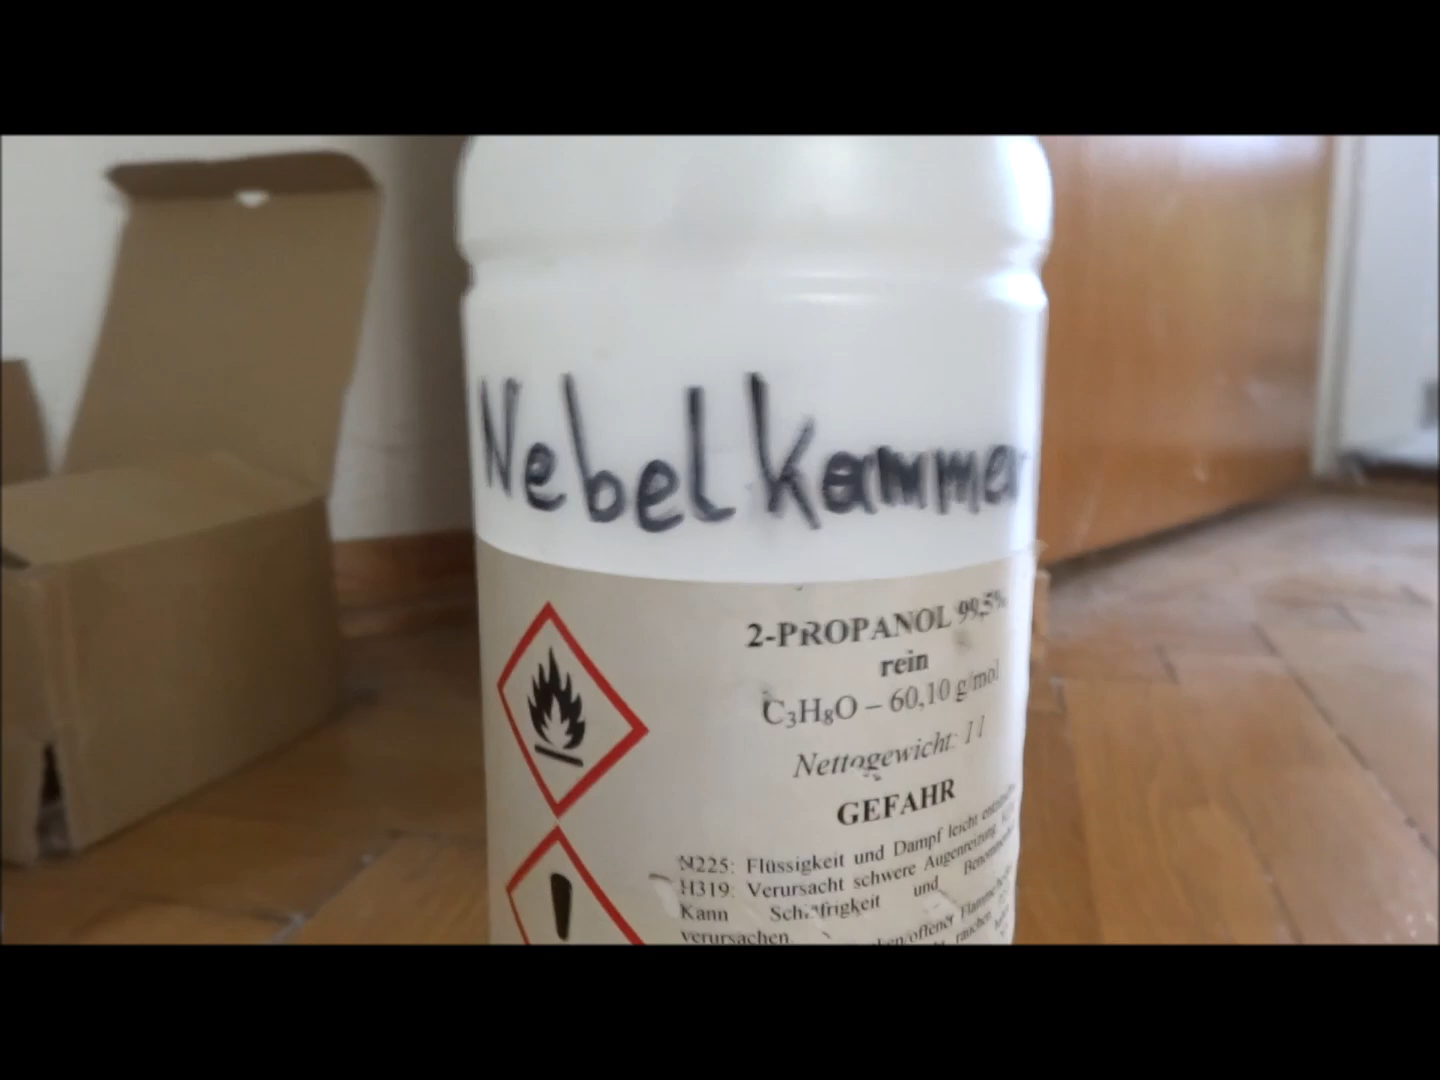 Nebelkammer
2-PROPANOL 99,5%
rein
C₃H₈O – 60,10 g/mol
Nettogewicht: 1 l
GEFAHR
H225: Flüssigkeit und Dampf leicht
H319: Verursacht schwere Augenreizung.
Kann Schläfrigkeit und
verursachen.